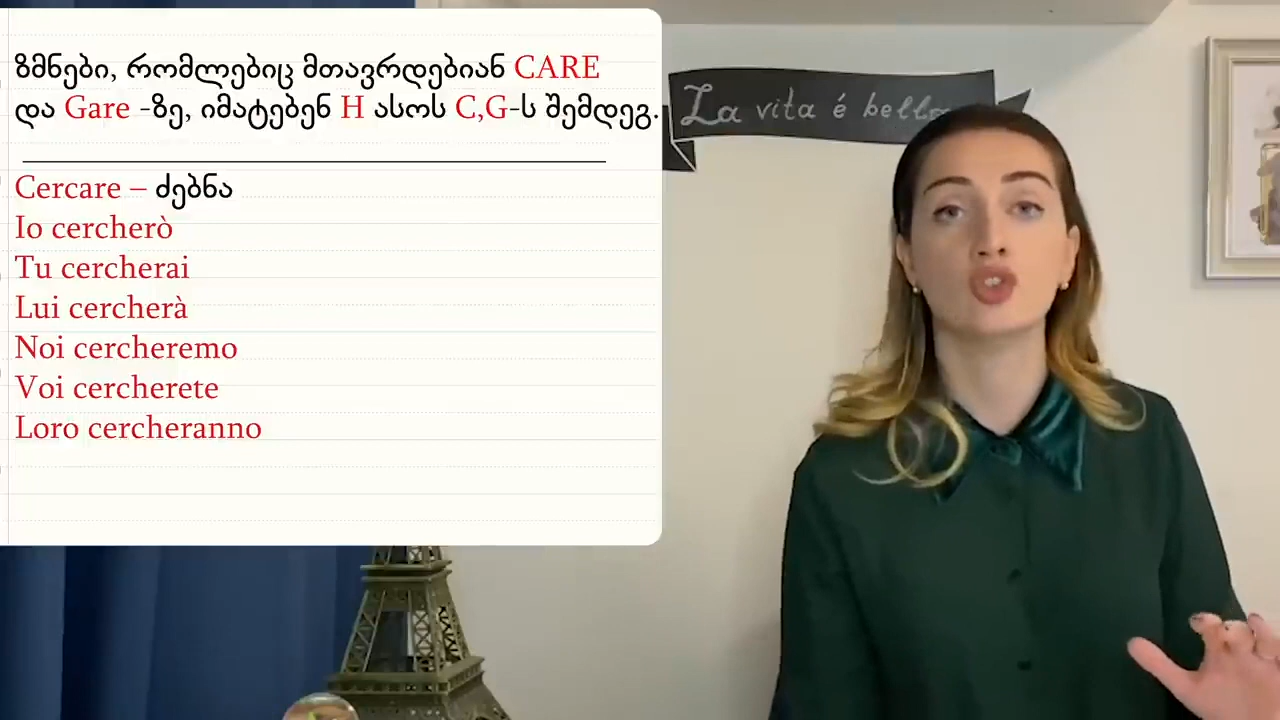 ზმნები, რომლებიც მთავრდებიან CARE
და Gare -ზე, იმატებენ H ასოს C,G-ს შემდეგ.
Cercare – ძებნა
Io cercherò
Tu cercherai
Lui cercherà
Noi cercheremo
Voi cercherete
Loro cercheranno
La vita é bella